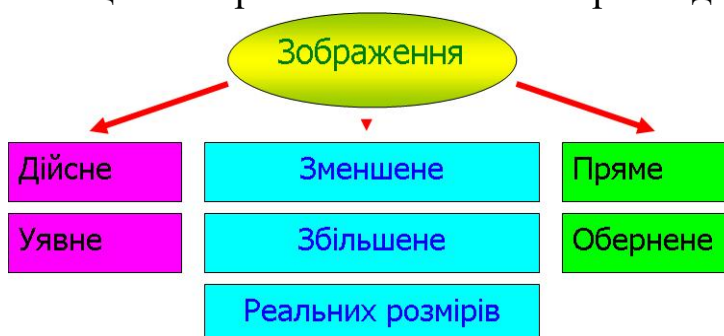 Зображення
Дійсне
Зменшене
Пряме
Уявне
Збільшене
Обернене
Реальних розмірів